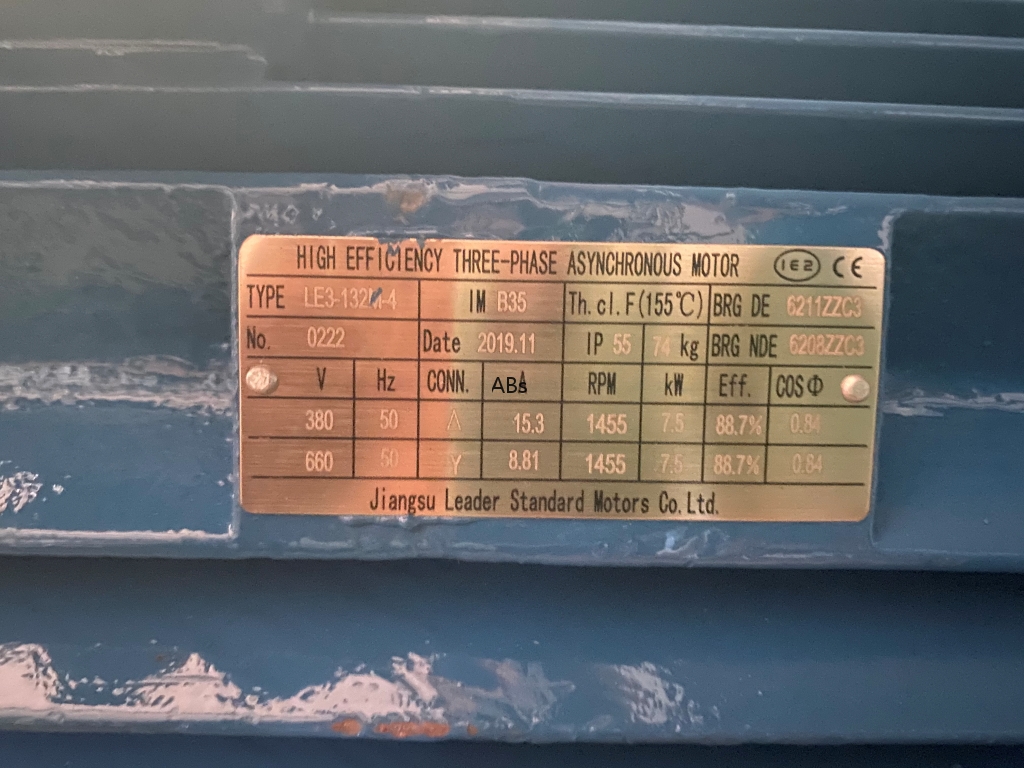 HIGH EFFICIENCY THREE-PHASE ASYNCHRONOUS MOTOR IE2 CE
TYPE LE3-132M-4 IM B35 Th. cl. F(155℃) BRG DE 6211ZZC3
No. 0222 Date 2019.11 IP 55 74 kg BRG NDE 6208ZZC3
V Hz CONN. ABs RPM kW Eff. COSΦ
380 50 Δ 15.3 1455 7.5 88.7% 0.84
660 50 Y 8.81 1455 7.5 88.7% 0.84
Jiangsu Leader Standard Motors Co. Ltd.